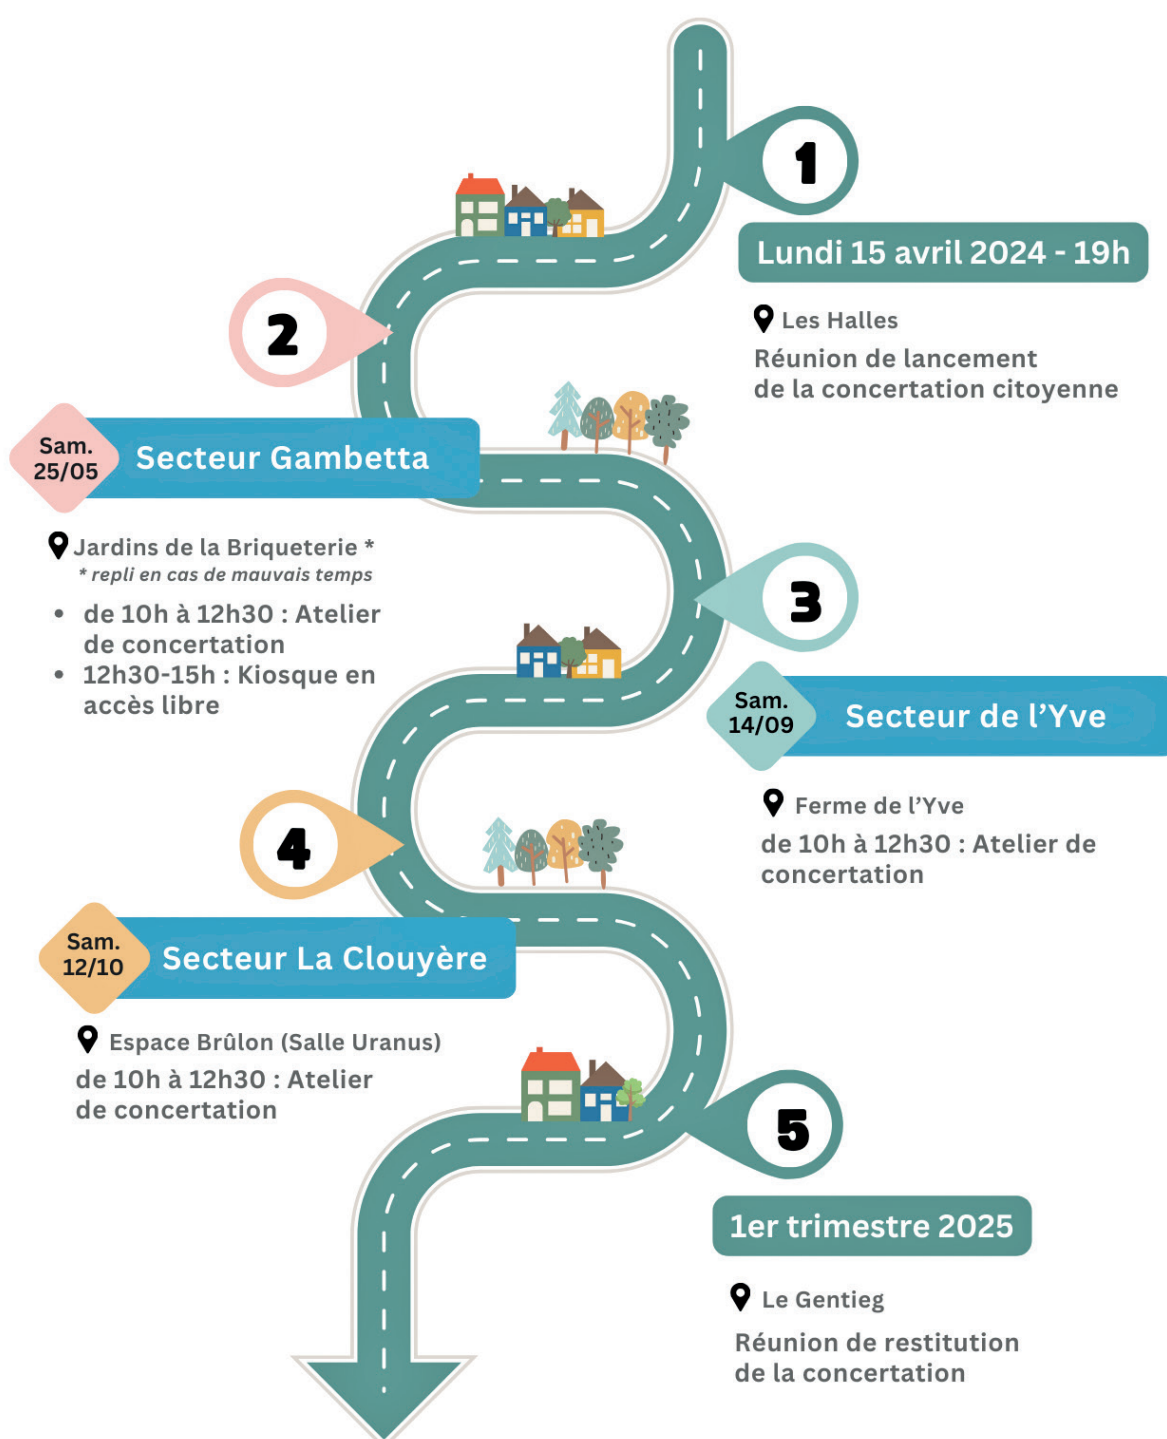 1
Lundi 15 avril 2024 - 19h
Les Halles
Réunion de lancement
de la concertation citoyenne
2
Sam.
25/05
Secteur Gambetta
Jardins de la Briqueterie *
* repli en cas de mauvais temps
• de 10h à 12h30 : Atelier
de concertation
• 12h30-15h : Kiosque en
accès libre
3
Sam.
14/09
Secteur de l’Yve
Ferme de l’Yve
de 10h à 12h30 : Atelier de
concertation
4
Sam.
12/10
Secteur La Clouyère
Espace Brûlon (Salle Uranus)
de 10h à 12h30 : Atelier
de concertation
5
1er trimestre 2025
Le Gentieg
Réunion de restitution
de la concertation